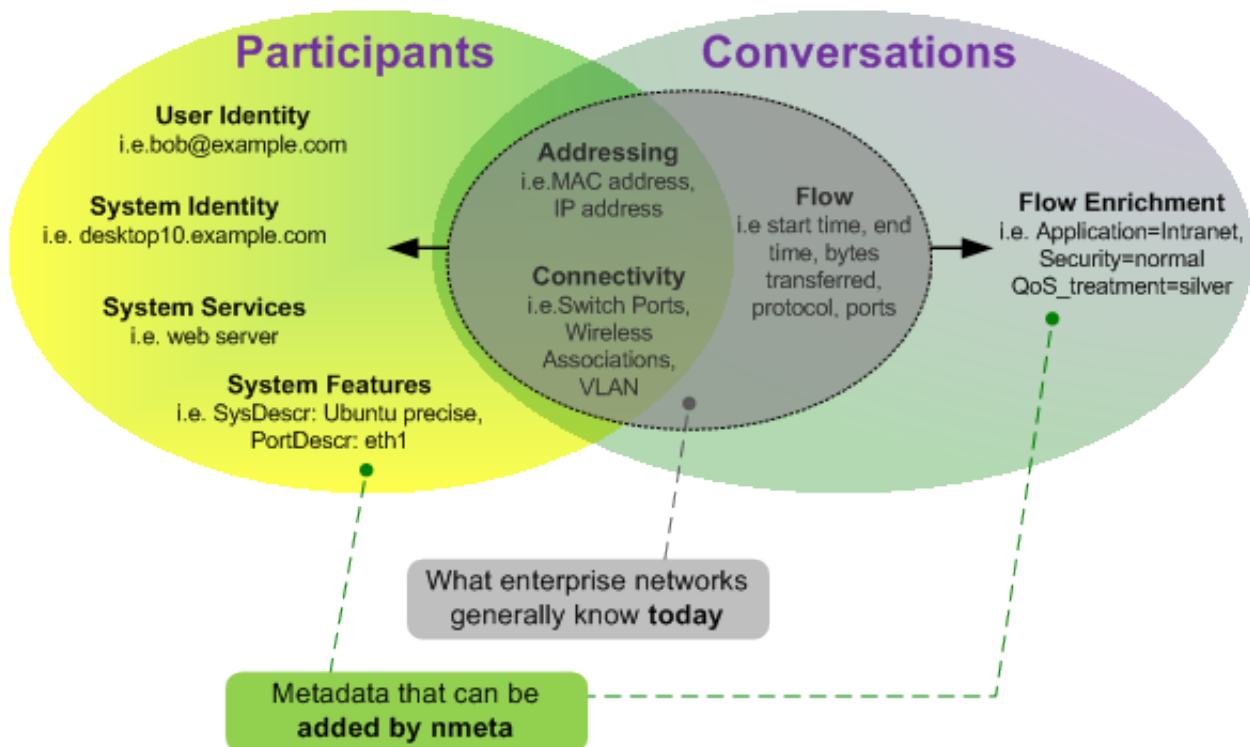 Participants
Conversations
User Identity
i.e.bob@example.com
System Identity
i.e. desktop10.example.com
System Services
i.e. web server
System Features
i.e. SysDescr: Ubuntu precise,
PortDescr: eth1
Addressing
i.e.MAC address,
IP address
Connectivity
i.e.Switch Ports,
Wireless
Associations,
VLAN
Flow
i.e start time, end
time, bytes
transferred,
protocol, ports
Flow Enrichment
i.e. Application=Intranet,
Security=normal
QoS_treatment=silver
What enterprise networks
generally know today
Metadata that can be
added by nmeta